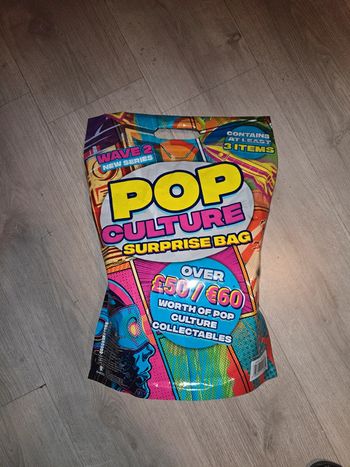 WAVE 2
NEW SERIES
CONTAINS
AT LEAST
3 ITEMS
POP
CULTURE
SURPRISE BAG
OVER
£50 / €60
WORTH OF POP
CULTURE
COLLECTABLES